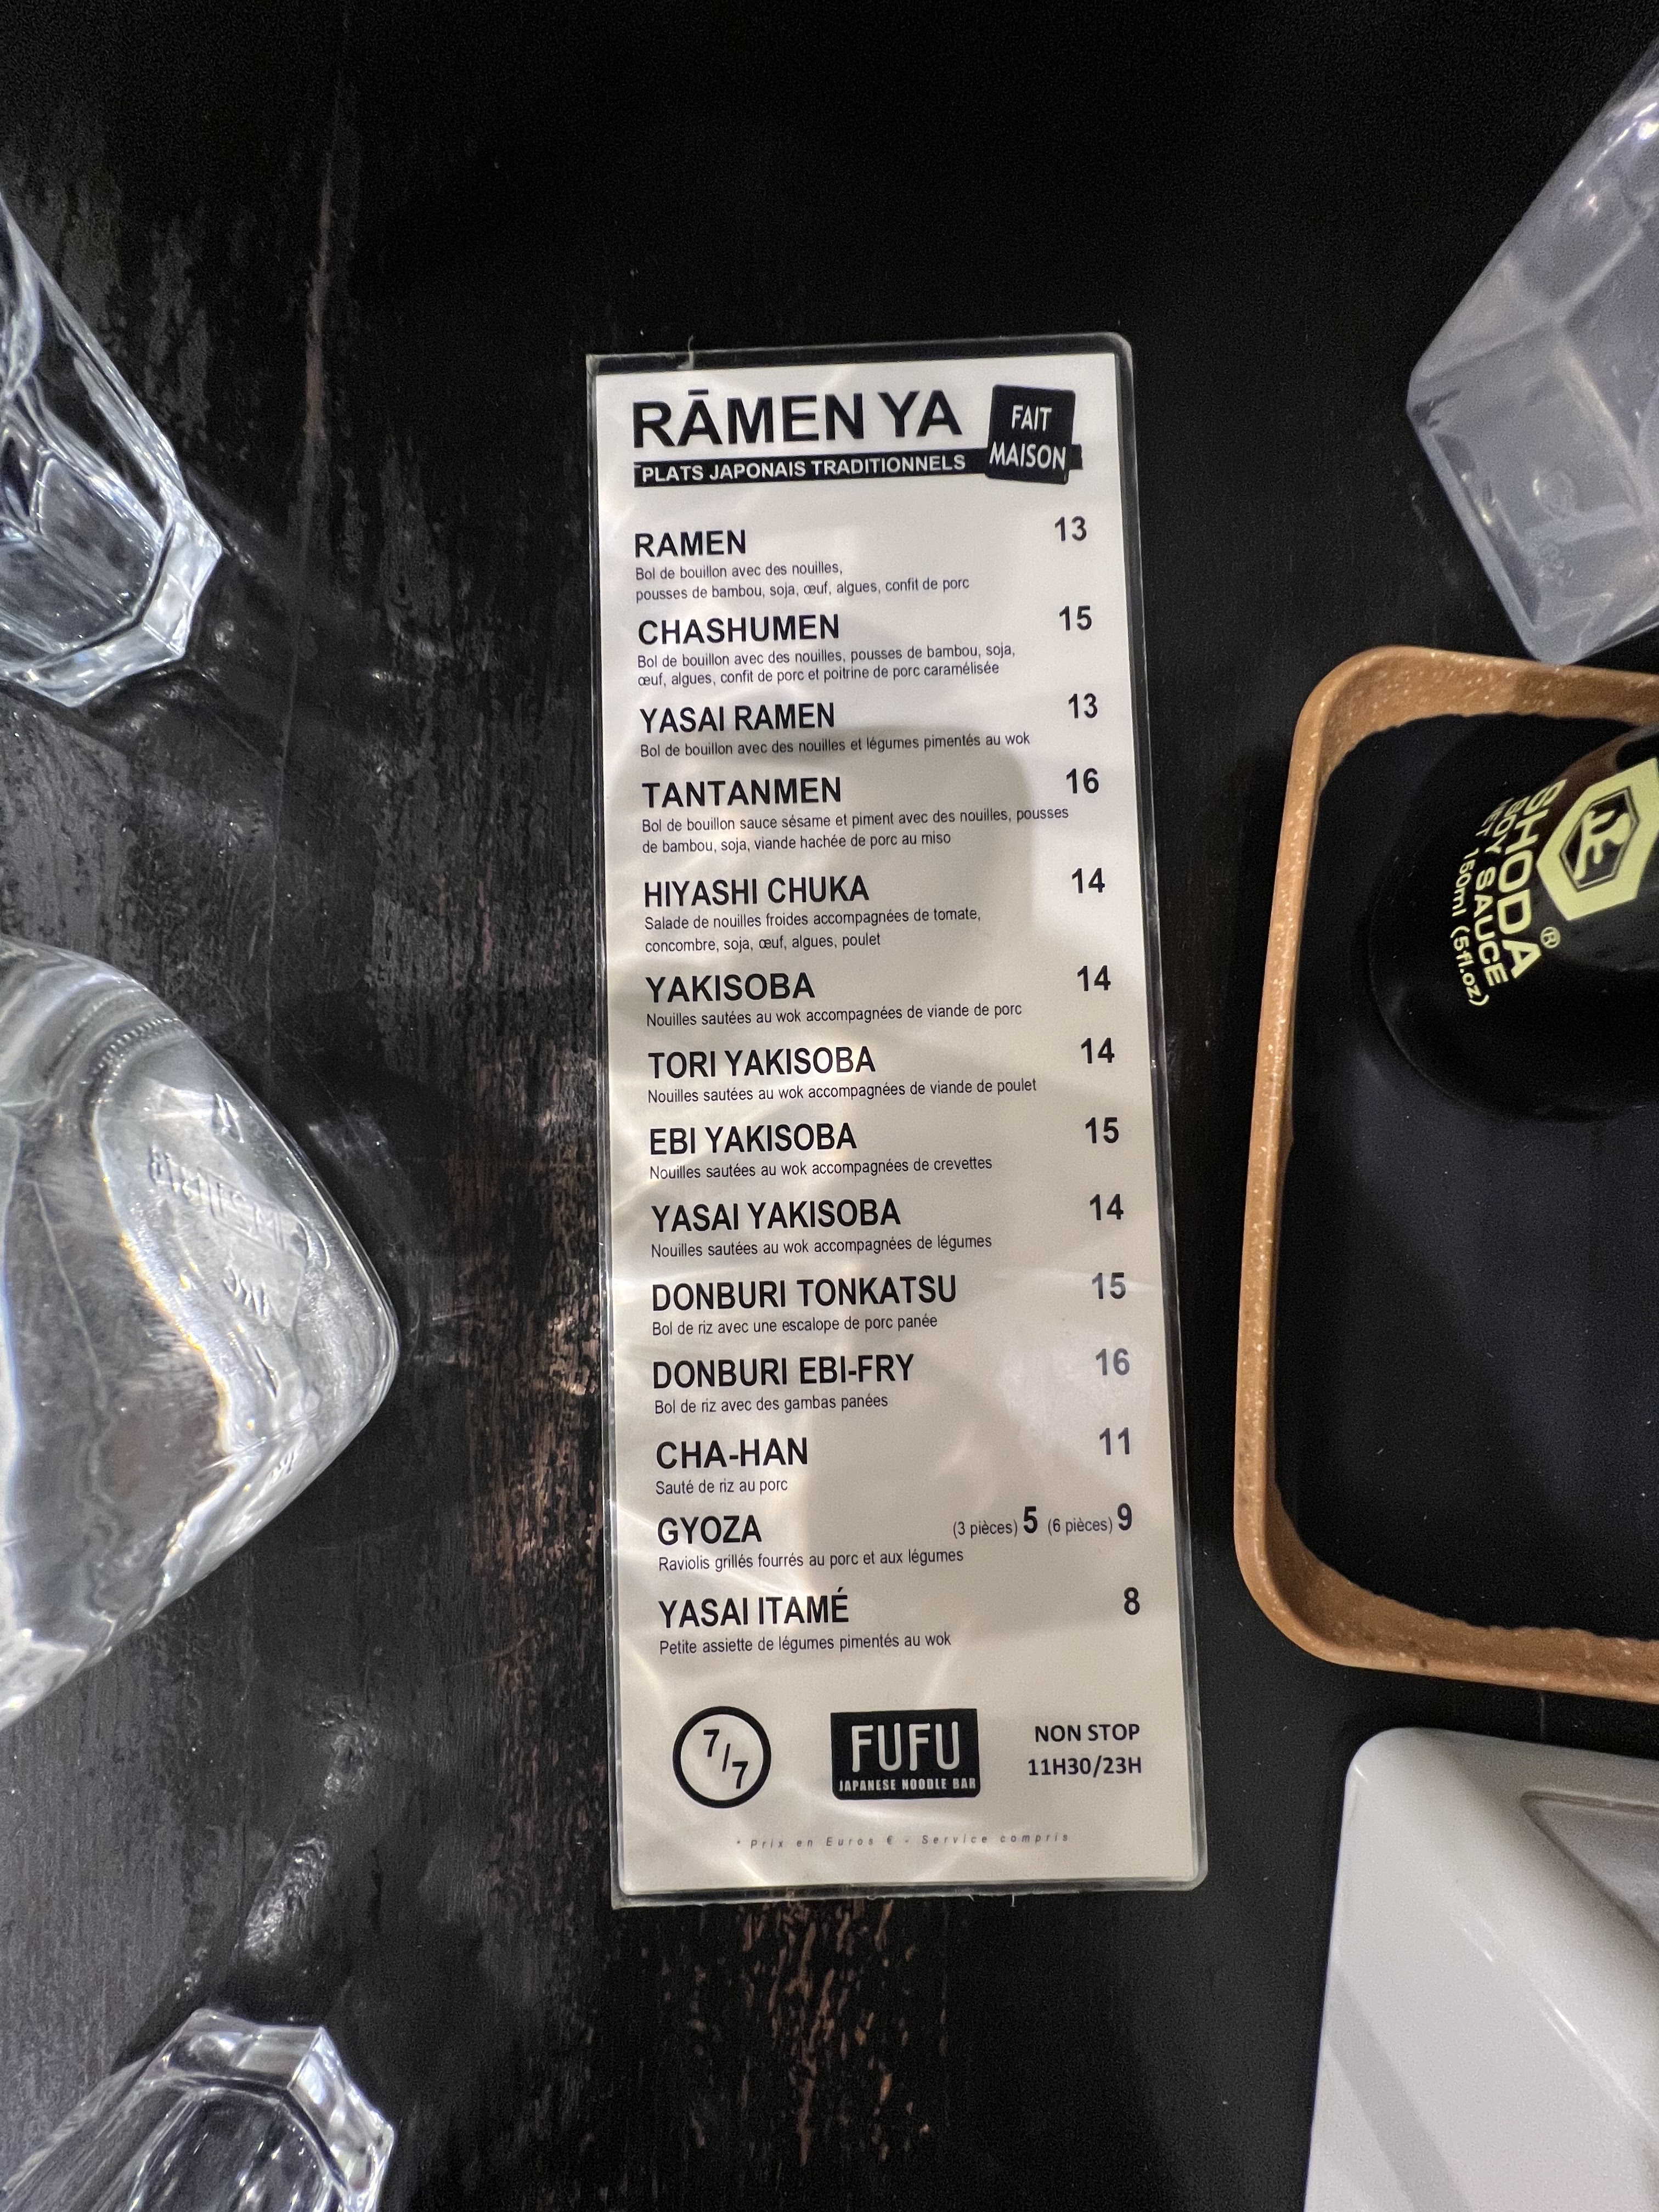 RĀMEN YA
FAIT
MAISON
PLATS JAPONAIS TRADITIONNELS
RAMEN 13
Bol de bouillon avec des nouilles,
pousses de bambou, soja, œuf, algues, confit de porc
CHASHUMEN 15
Bol de bouillon avec des nouilles, pousses de bambou, soja,
œuf, algues, confit de porc et poitrine de porc caramélisée
YASAI RAMEN 13
Bol de bouillon avec des nouilles et légumes pimentés au wok
TANTANMEN 16
Bol de bouillon sauce sésame et piment avec des nouilles, pousses
de bambou, soja, viande hachée de porc au miso
HIYASHI CHUKA 14
Salade de nouilles froides accompagnées de tomate,
concombre, soja, œuf, algues, poulet
YAKISOBA 14
Nouilles sautées au wok accompagnées de viande de porc
TORI YAKISOBA 14
Nouilles sautées au wok accompagnées de viande de poulet
EBI YAKISOBA 15
Nouilles sautées au wok accompagnées de crevettes
YASAI YAKISOBA 14
Nouilles sautées au wok accompagnées de légumes
DONBURI TONKATSU 15
Bol de riz avec une escalope de porc panée
DONBURI EBI-FRY 16
Bol de riz avec des gambas panées
CHA-HAN 11
Sauté de riz au porc
GYOZA (3 pièces) 5 (6 pièces) 9
Raviolis grillés fourrés au porc et aux légumes
YASAI ITAMÉ 8
Petite assiette de légumes pimentés au wok
7/7
FUFU
JAPANESE NOODLE BAR
NON STOP
11H30/23H
* Prix en Euros € - Service compris
SHODA®
SOY SAUCE
NET 150ml (5fl.oz)